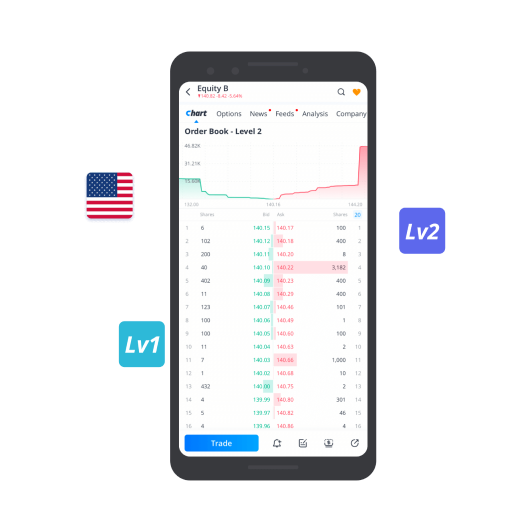 Equity B
▼140.82 -8.42 -5.64%
Chart Options News Feeds Analysis Company
Order Book - Level 2
46.82K
31.21K
15.60K
132.00 140.16 194.20
Shares Bid Ask Shares 20
1 6 140.15 140.17 100 1
2 102 140.12 140.18 400 2
3 200 140.11 140.20 8 3
4 40 140.10 140.22 3,182 4
5 402 140.09 140.23 400 5
6 11 140.08 140.29 400 6
7 123 140.07 140.46 101 7
8 100 140.06 140.49 1 8
9 100 140.05 140.60 100 9
10 11 140.04 140.63 2 10
11 7 140.03 140.66 1,000 11
12 1 140.02 140.68 10 12
13 432 140.00 140.75 2 13
14 4 139.99 140.80 301 14
15 5 139.97 140.82 46 15
16 4 139.96 140.86 4 16
Trade
Lv1
Lv2